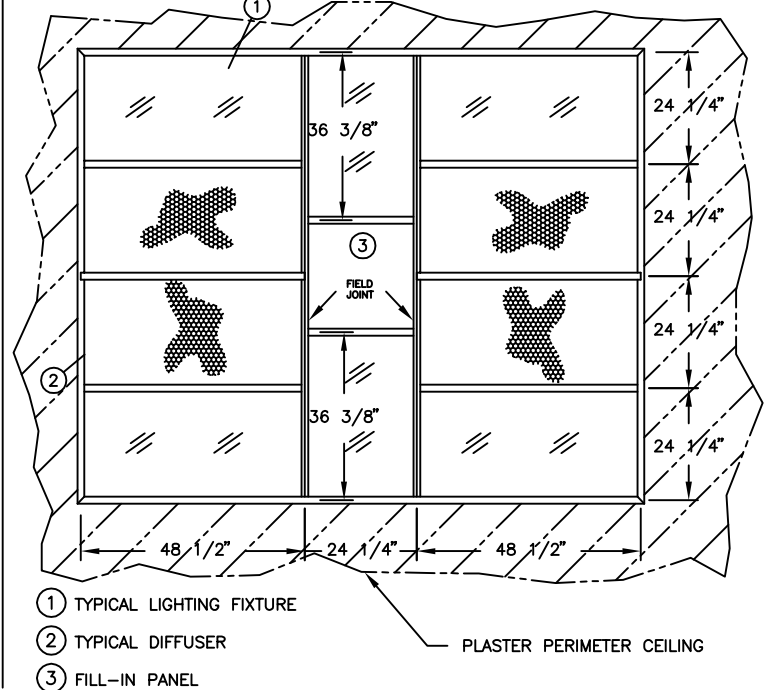 1
36 3/8"
24 1/4"
24 1/4"
3
FIELD
JOINT
24 1/4"
2
36 3/8"
24 1/4"
48 1/2" 24 1/4" 48 1/2"
1 TYPICAL LIGHTING FIXTURE
2 TYPICAL DIFFUSER
PLASTER PERIMETER CEILING
3 FILL-IN PANEL